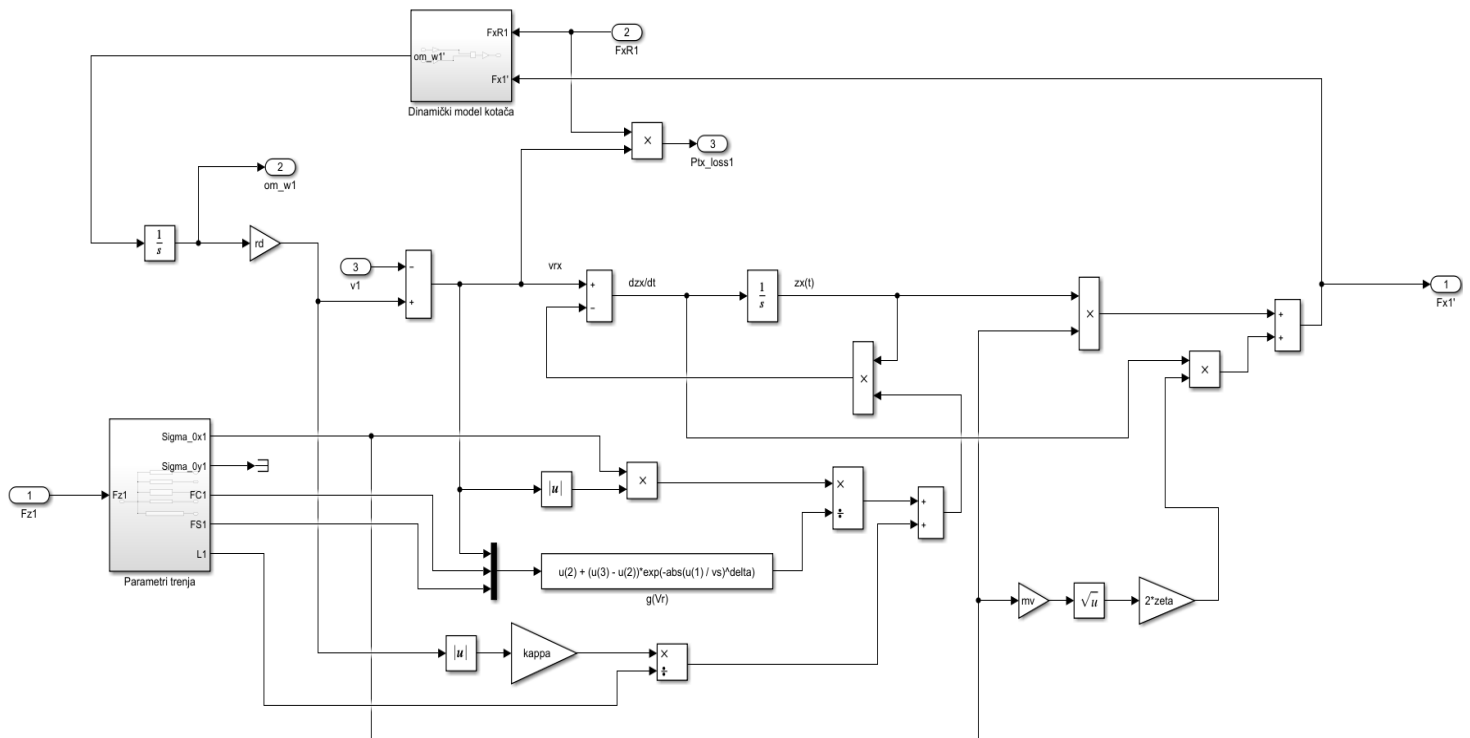 FxR1
2
FxR1
om_w1'
Fx1'
Dinamički model kotača
×
3
Ptx_loss1
2
om_w1
1
s
rd
3
v1
−
+
vrx
+
−
dzx/dt
1
s
zx(t)
×
+
+
1
Fx1'
×
×
Sigma_0x1
Sigma_0y1
Fz1
FC1
FS1
L1
Parametri trenja
1
Fz1
|u|
×
×
÷
+
+
u(2) + (u(3) - u(2))*exp(-abs(u(1) / vs)^delta)
g(Vr)
mv
√u
2*zeta
|u|
kappa
×
÷